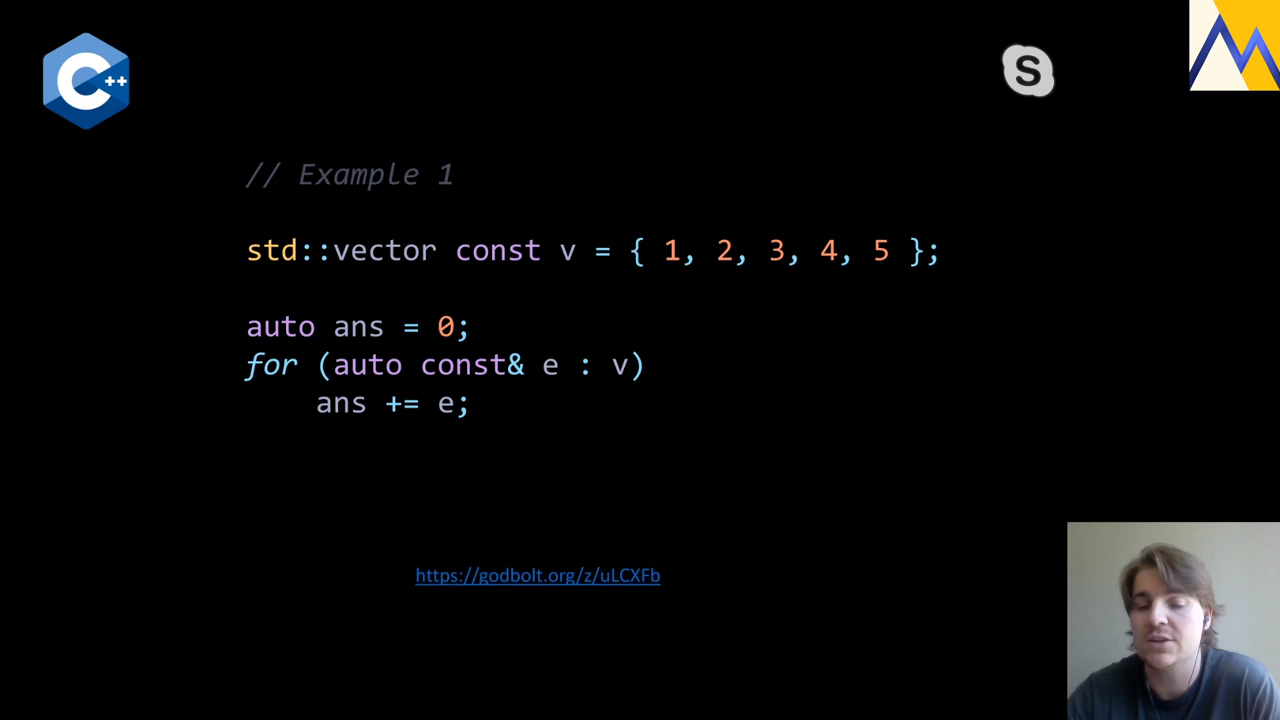 C++
S
// Example 1
std::vector const v = { 1, 2, 3, 4, 5 };
auto ans = 0;
for (auto const& e : v)
    ans += e;
https://godbolt.org/z/uLCXFb